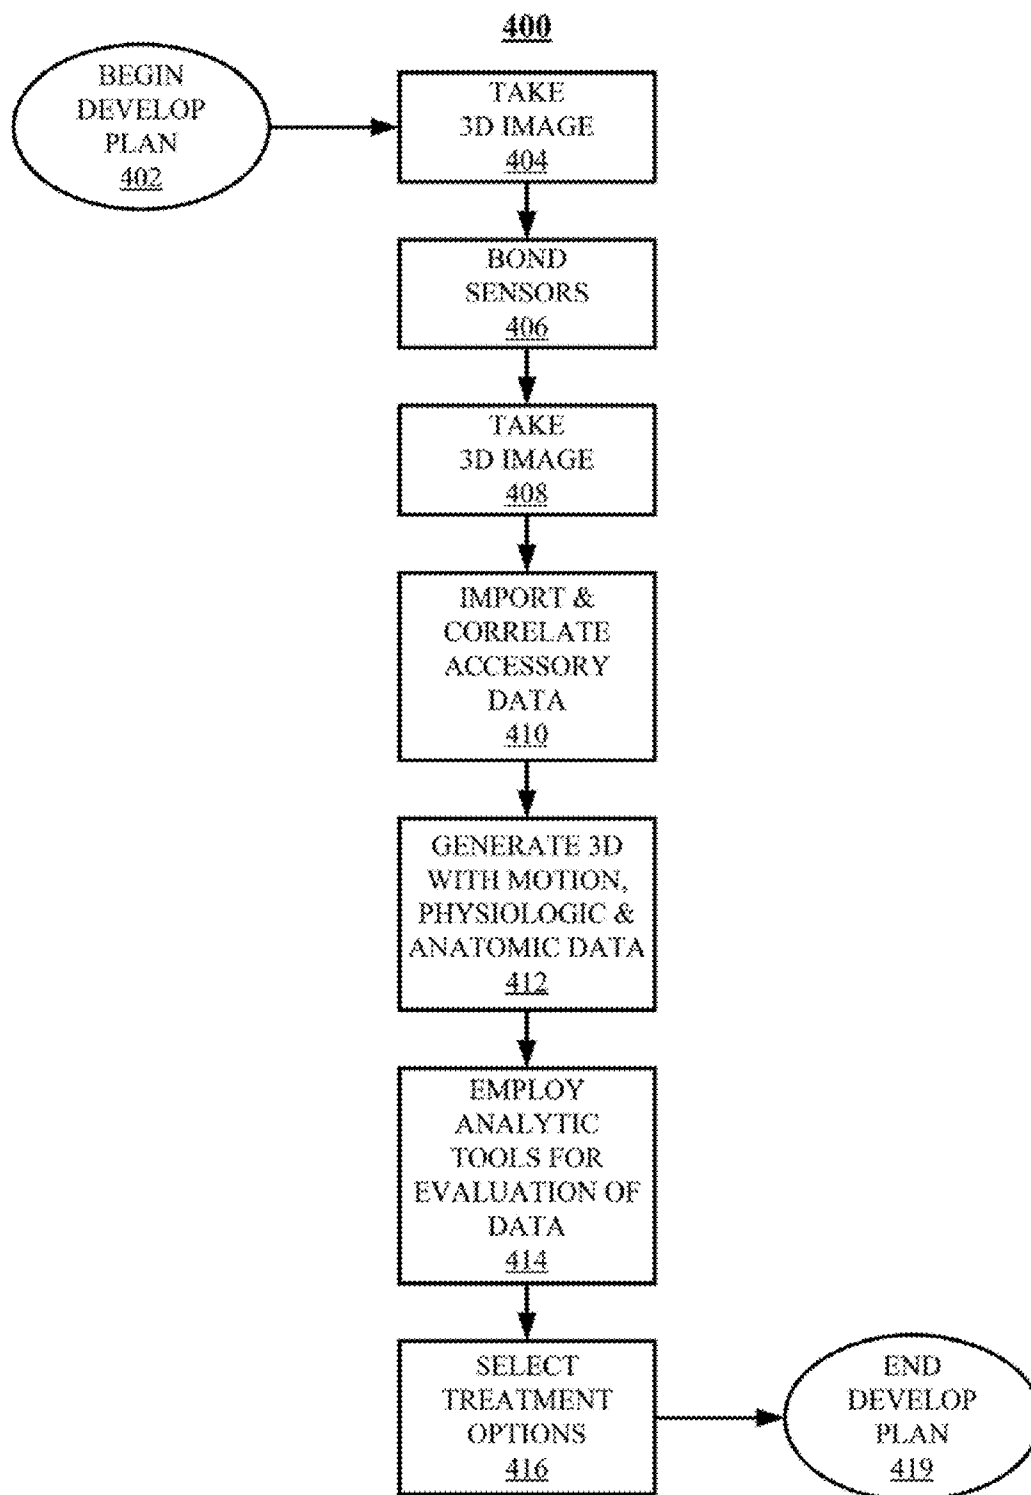 400
BEGIN
DEVELOP
PLAN
402
TAKE
3D IMAGE
404
BOND
SENSORS
406
TAKE
3D IMAGE
408
IMPORT &
CORRELATE
ACCESSORY
DATA
410
GENERATE 3D
WITH MOTION,
PHYSIOLOGIC &
ANATOMIC DATA
412
EMPLOY
ANALYTIC
TOOLS FOR
EVALUATION OF
DATA
414
SELECT
TREATMENT
OPTIONS
416
END
DEVELOP
PLAN
419